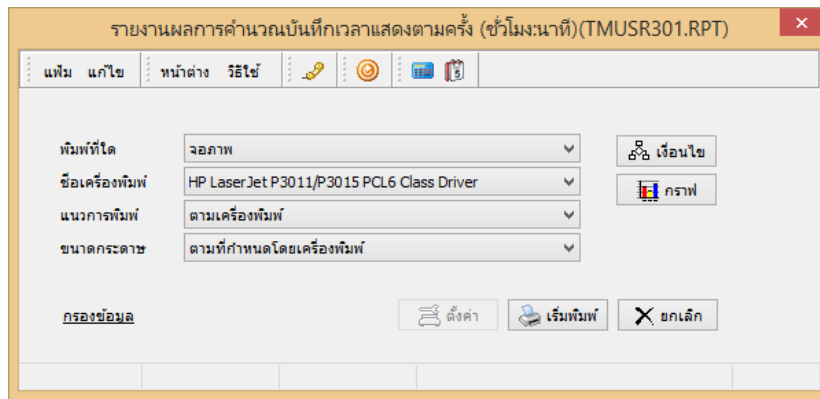 รายงานผลการคำนวณบันทึกเวลาแสดงตามครั้ง (ชั่วโมง:นาที)(TMUSR301.RPT)
แฟ้ม แก้ไข หน้าต่าง วิธีใช้
พิมพ์ที่ใด จอภาพ เงื่อนไข
ชื่อเครื่องพิมพ์ HP LaserJet P3011/P3015 PCL6 Class Driver กราฟ
แนวการพิมพ์ ตามเครื่องพิมพ์
ขนาดกระดาษ ตามที่กำหนดโดยเครื่องพิมพ์
กรองข้อมูล ตั้งค่า เริ่มพิมพ์ ยกเลิก